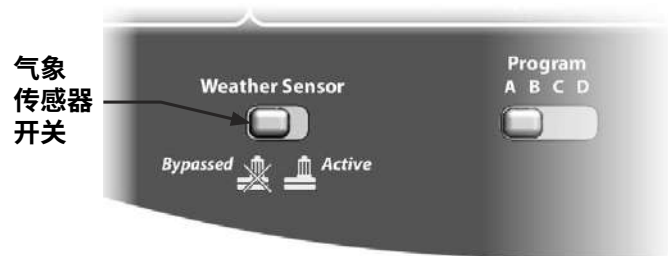 气象
传感器
开关
Weather Sensor
Bypassed
Active
Program
A B C D